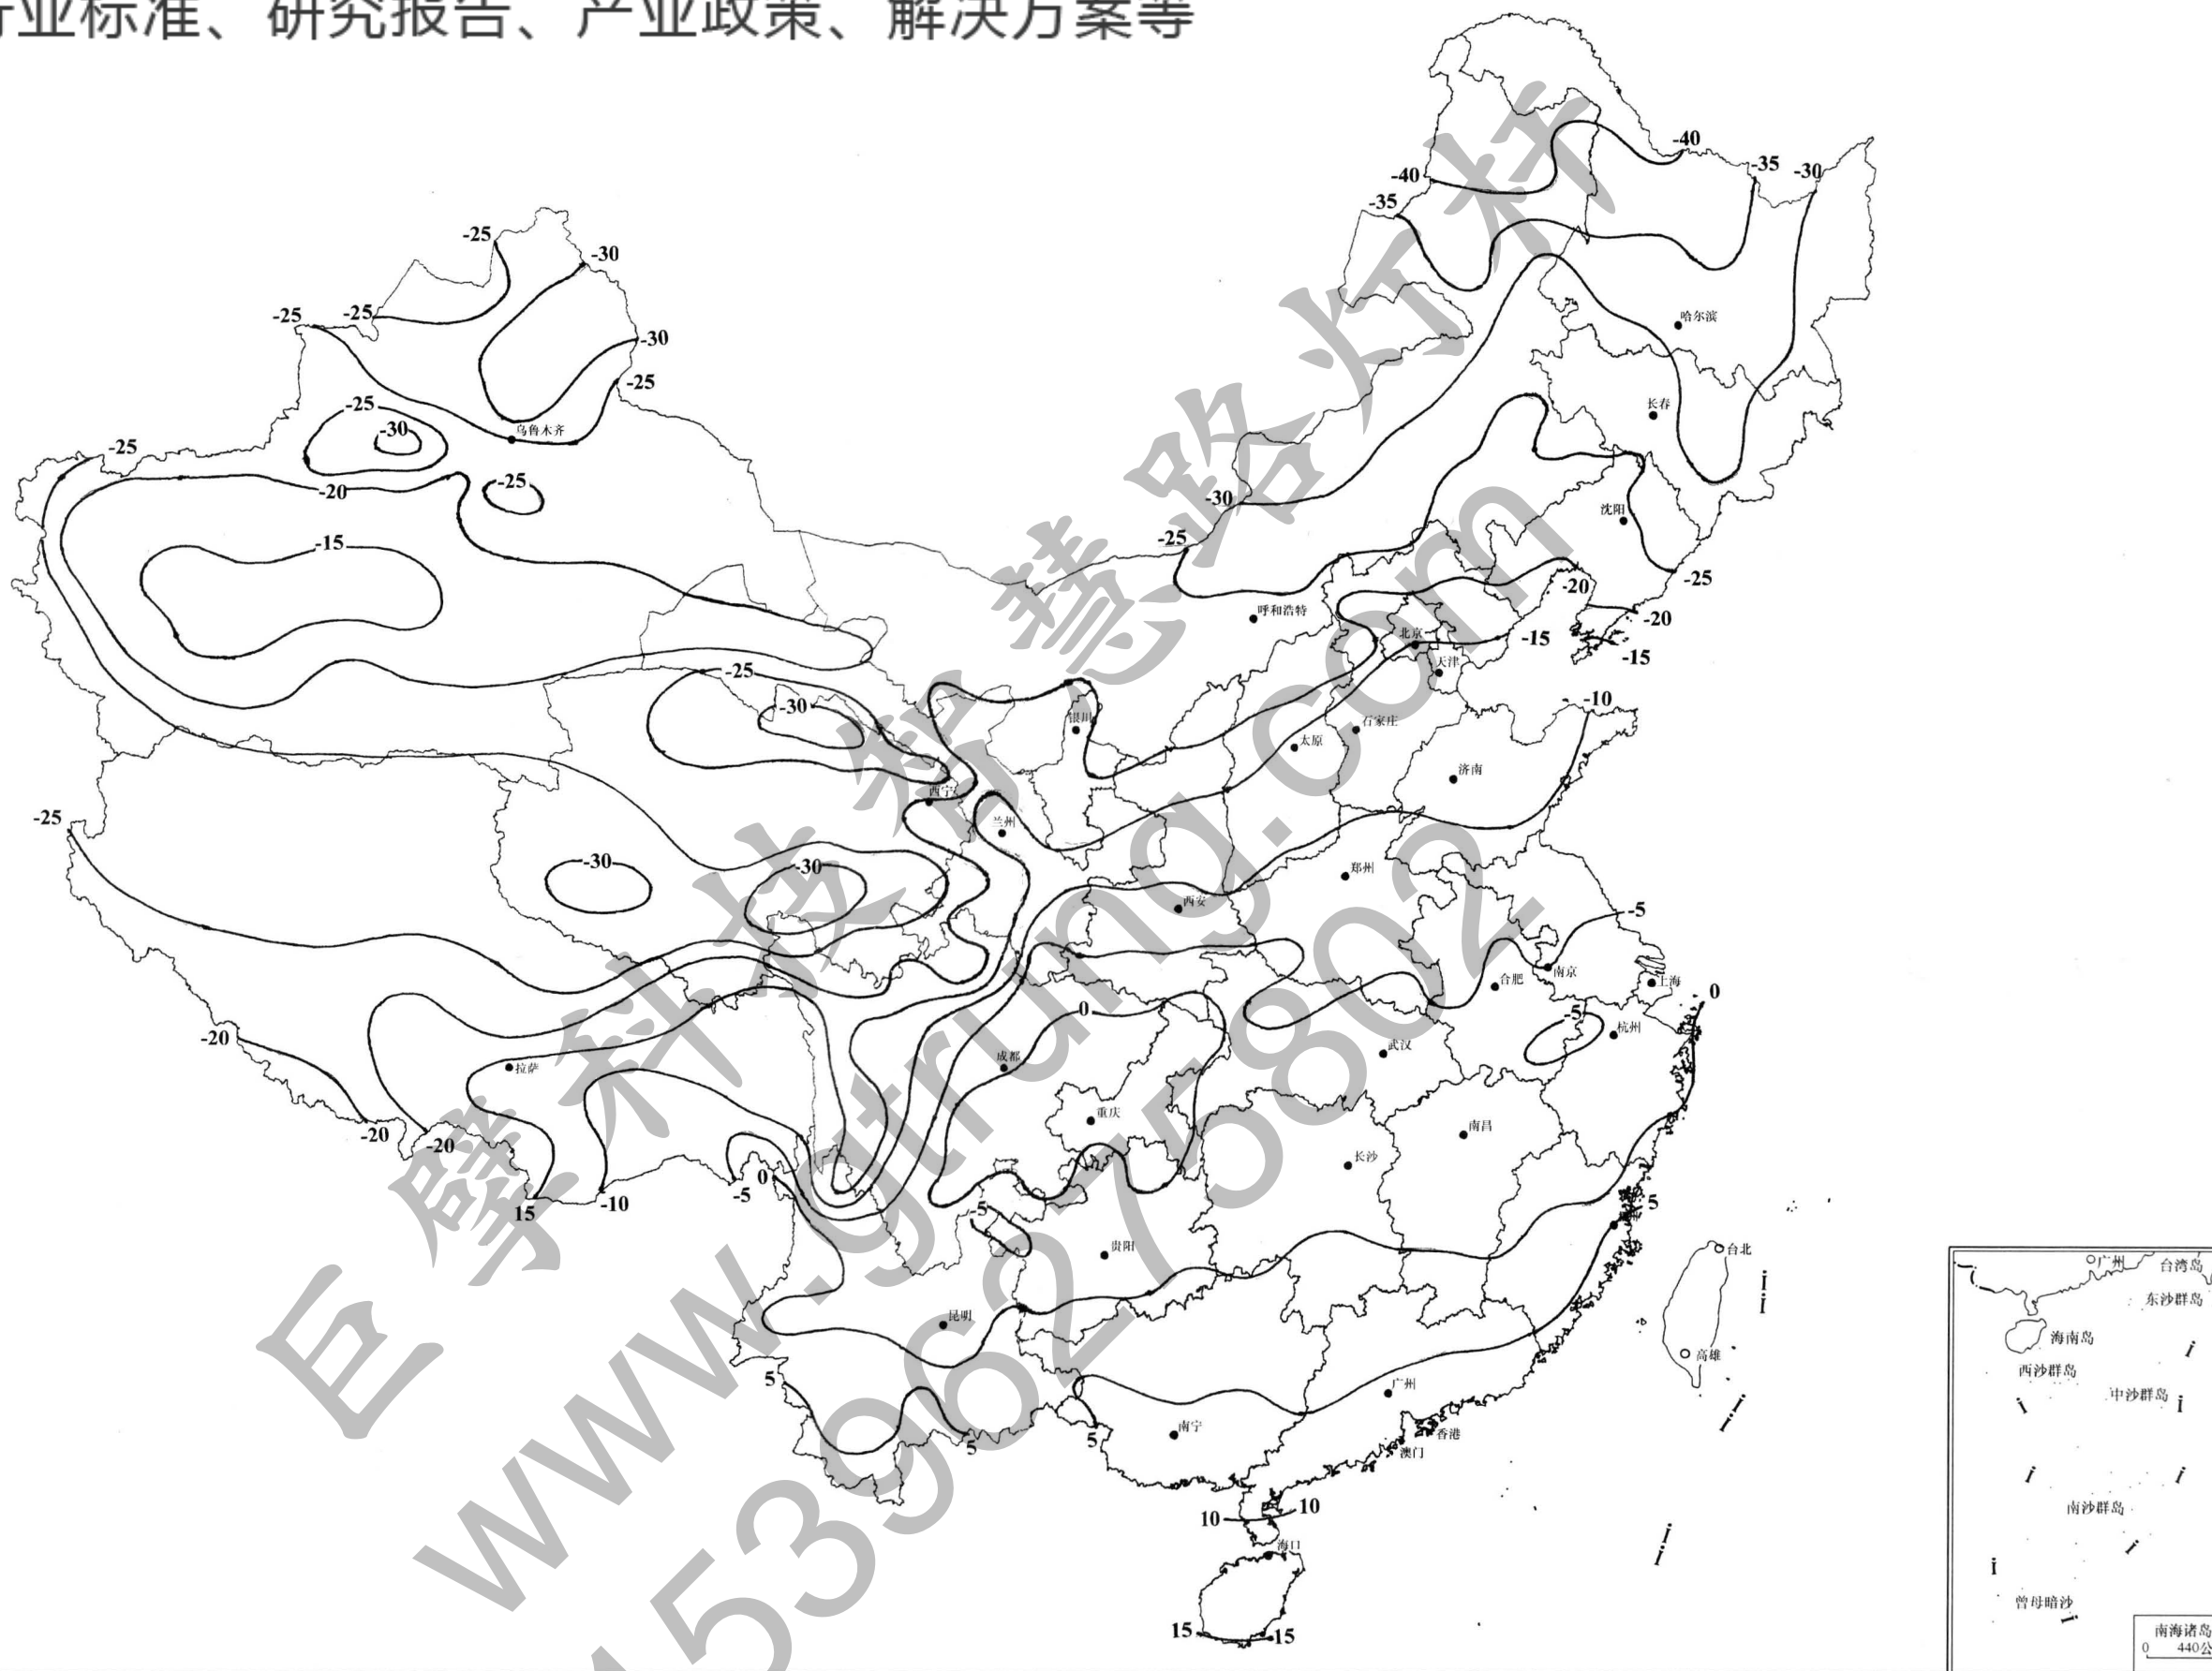 行业标准、研究报告、产业政策、解决方案等
-40
-40
-35
-30
-35
-25
-30
-25
-25
-30
-25
哈尔滨
-25
-30
乌鲁木齐
长春
-25
-20
-25
-30
沈阳
-15
-25
-20
-25
呼和浩特
-20
北京
-15
-15
天津
-25
-30
银川
-10
石家庄
太原
济南
西宁
-25
兰州
-30
-30
郑州
西安
-5
合肥
南京
上海
0
0
-5
杭州
-20
拉萨
成都
武汉
重庆
南昌
长沙
-20
-20
15
-10
-5
0
-5
5
贵阳
台北
昆明
高雄
5
广州
5
5
南宁
香港
澳门
10
10
海口
15
15
广州
台湾岛
东沙群岛
海南岛
西沙群岛
中沙群岛
南沙群岛
曾母暗沙
南海诸岛
0 440公
巨擘科技智慧路灯杆
www.gtrung.com
15396275802